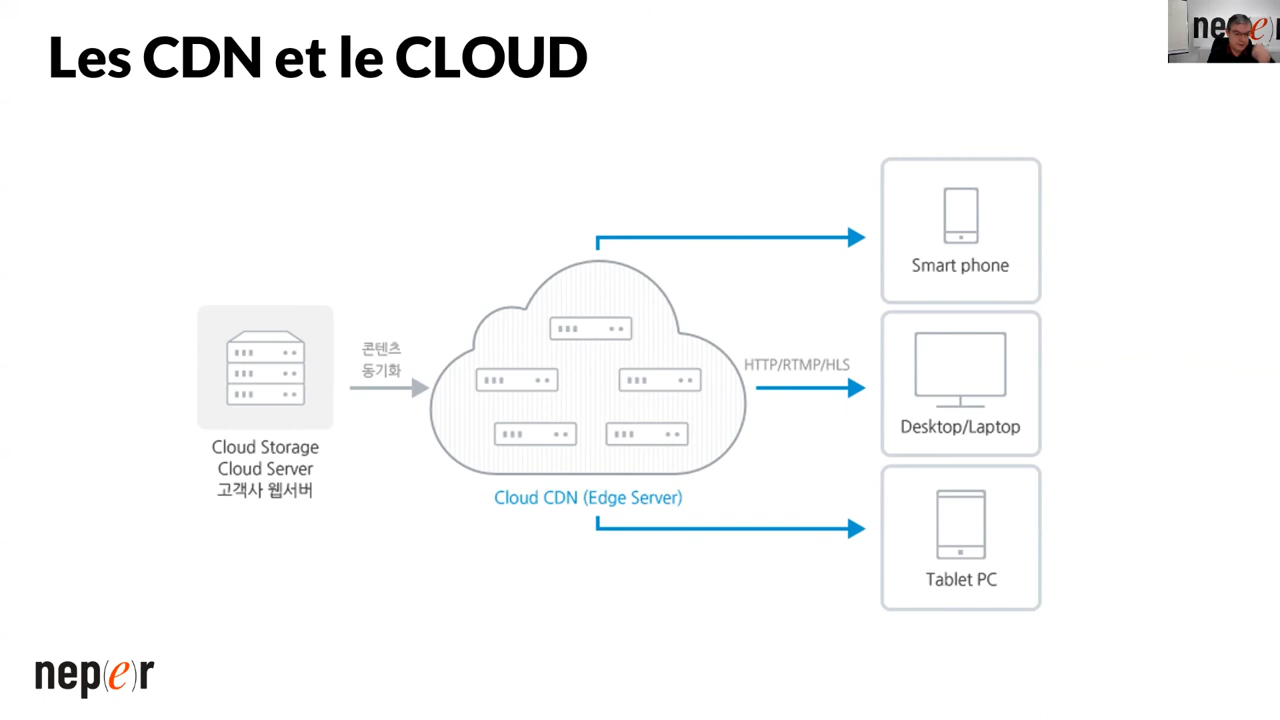 Les CDN et le CLOUD
nep(e)r
Smart phone
콘텐츠
동기화
HTTP/RTMP/HLS
Desktop/Laptop
Cloud Storage
Cloud Server
고객사 웹서버
Cloud CDN (Edge Server)
Tablet PC
nep(e)r